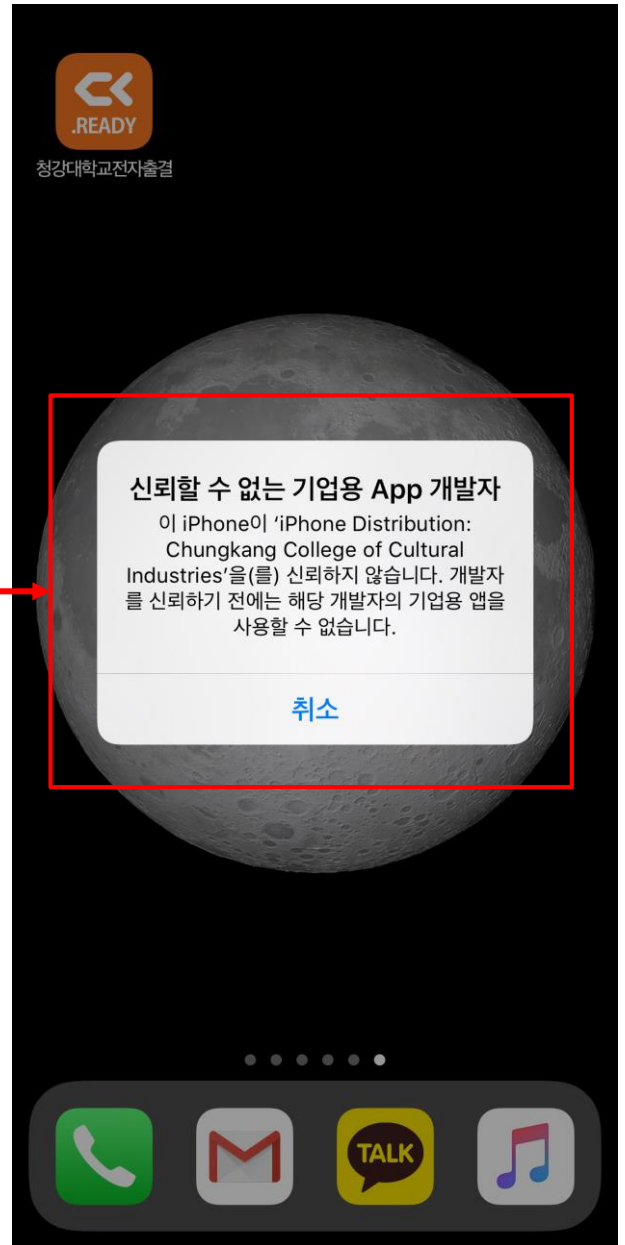 .READY
청강대학교전자출결
신뢰할 수 없는 기업용 App 개발자
이 iPhone이 ‘iPhone Distribution:
Chungkang College of Cultural
Industries’을(를) 신뢰하지 않습니다. 개발자
를 신뢰하기 전에는 해당 개발자의 기업용 앱을
사용할 수 없습니다.
취소
TALK